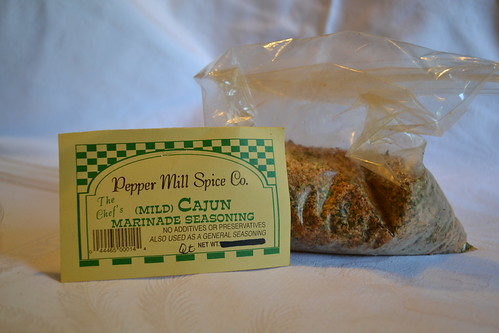 Pepper Mill Spice Co.
The
Chef's
(MILD) CAJUN
MARINADE SEASONING
NO ADDITIVES OR PRESERVATIVES
ALSO USED AS A GENERAL SEASONING
NET WT.